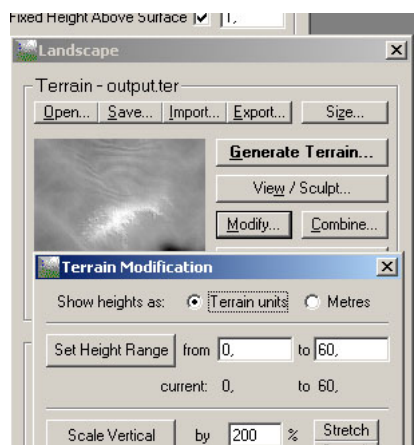 Fixed Height Above Surface 1,
Landscape
Terrain - output.ter
Open... Save... Import... Export... Size...
Generate Terrain...
View / Sculpt...
Modify... Combine...
Terrain Modification
Show heights as: Terrain units Metres
Set Height Range from 0, to 60,
current: 0, to 60,
Scale Vertical by 200 % Stretch